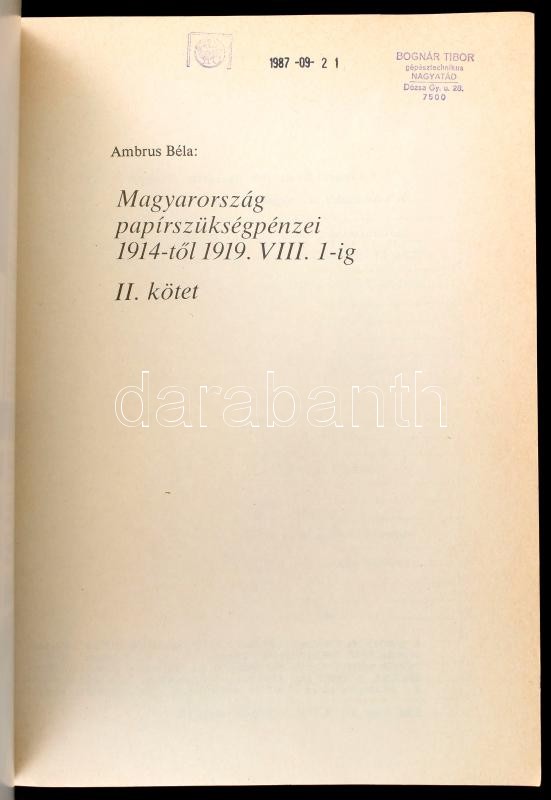 1987 -09- 2 1
BOGNÁR TIBOR
gépésztechnikus
NAGYATÁD
Dózsa Gy. u. 28.
7500
Ambrus Béla:
Magyarország
papírszükségpénzei
1914-től 1919. VIII. 1-ig
II. kötet
darabanth